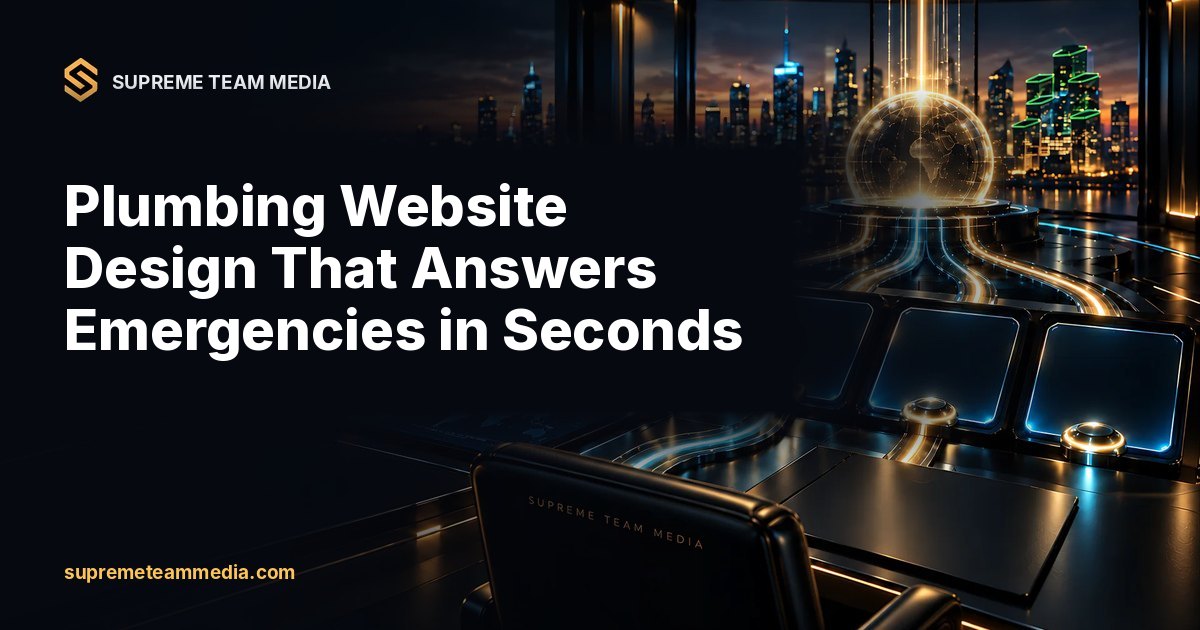 SUPREME TEAM MEDIA
Plumbing Website
Design That Answers
Emergencies in Seconds
SUPREME TEAM MEDIA
supremeteammedia.com